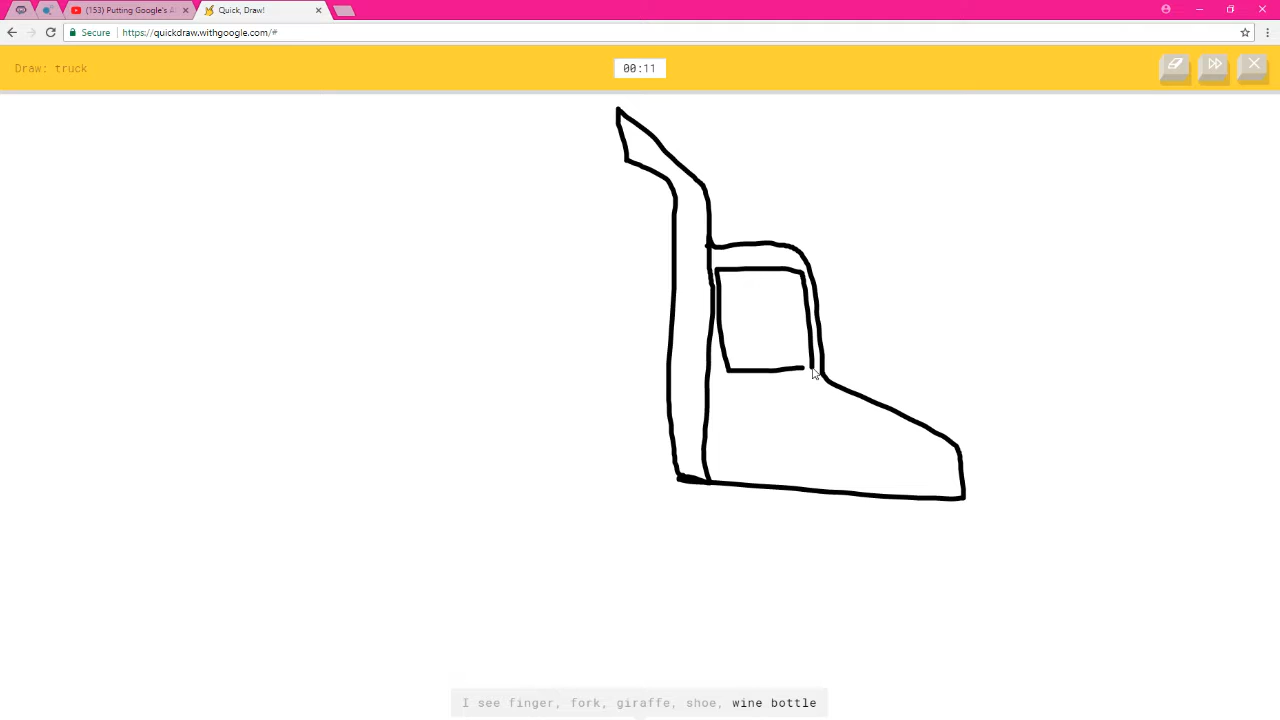 (153) Putting Google's A
Quick, Draw!
Secure
https://quickdraw.withgoogle.com/#
Draw: truck
00:11
I see finger, fork, giraffe, shoe, wine bottle